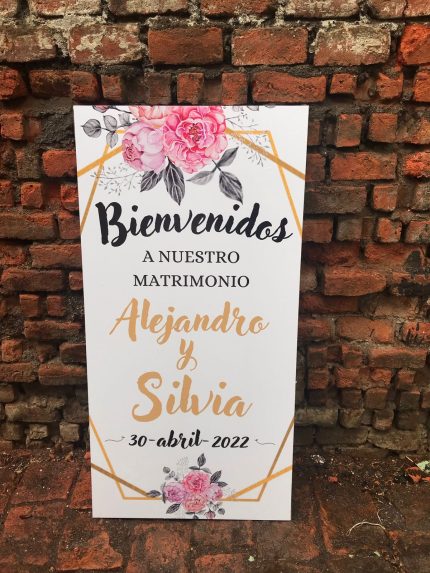 Bienvenidos
A NUESTRO
MATRIMONIO
Alejandro
y
Silvia
30-abril-2022